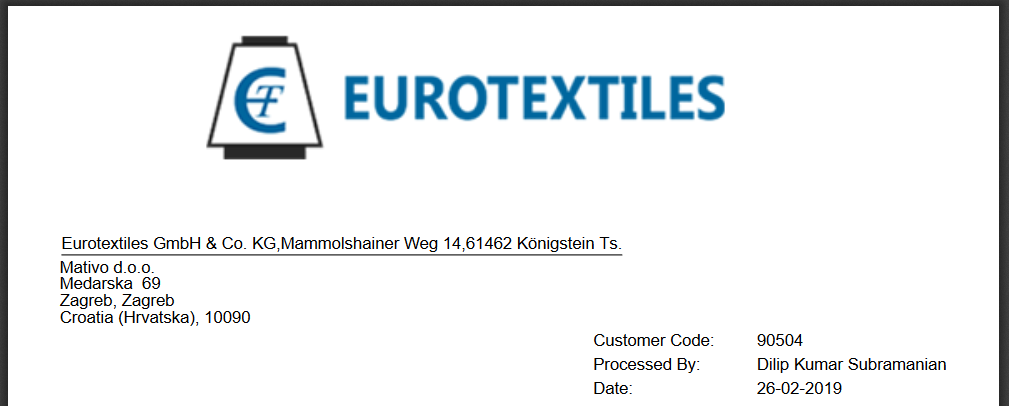 EUROTEXTILES
Eurotextiles GmbH & Co. KG,Mammolshainer Weg 14,61462 Königstein Ts.
Mativo d.o.o.
Medarska  69
Zagreb, Zagreb
Croatia (Hrvatska), 10090
Customer Code: 90504
Processed By: Dilip Kumar Subramanian
Date: 26-02-2019